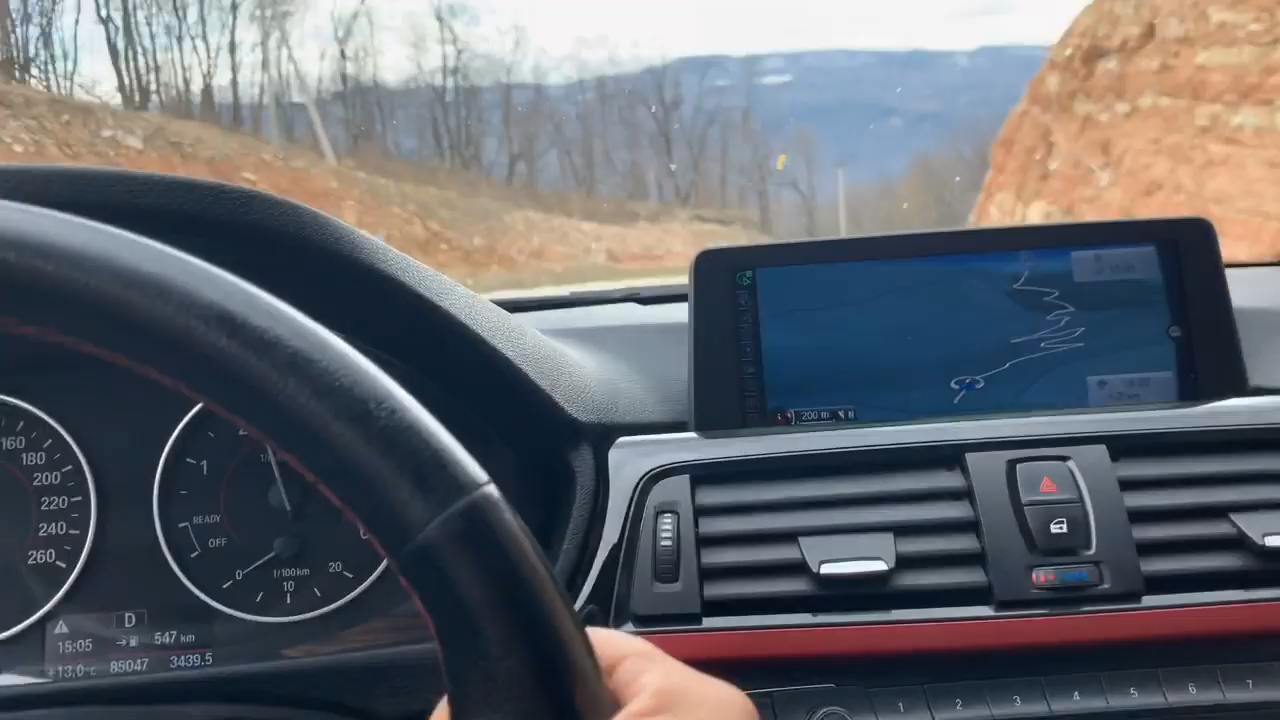 160
180
200
220
240
260
1
2
READY
OFF
0
l/100km
10
20
D
15:05
547 km
+13,0°c 85047 3439.5
200 m
N
1 2 3 4 5 6 7